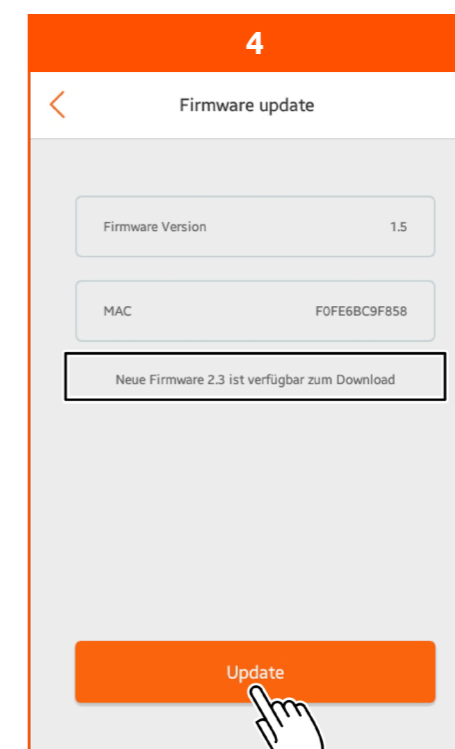 4
Firmware update
Firmware Version 1.5
MAC F0FE6BC9F858
Neue Firmware 2.3 ist verfügbar zum Download
Update